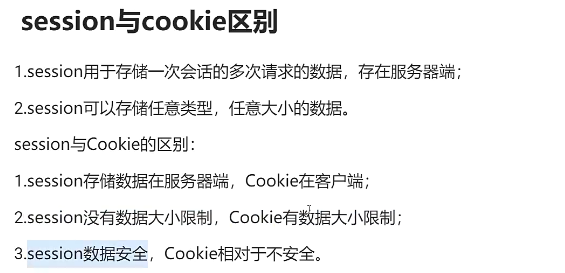 session与cookie区别
1.session用于存储一次会话的多次请求的数据，存在服务器端；
2.session可以存储任意类型，任意大小的数据。
session与Cookie的区别：
1.session存储数据在服务器端，Cookie在客户端；
2.session没有数据大小限制，Cookie有数据大小限制；
3.session数据安全，Cookie相对于不安全。